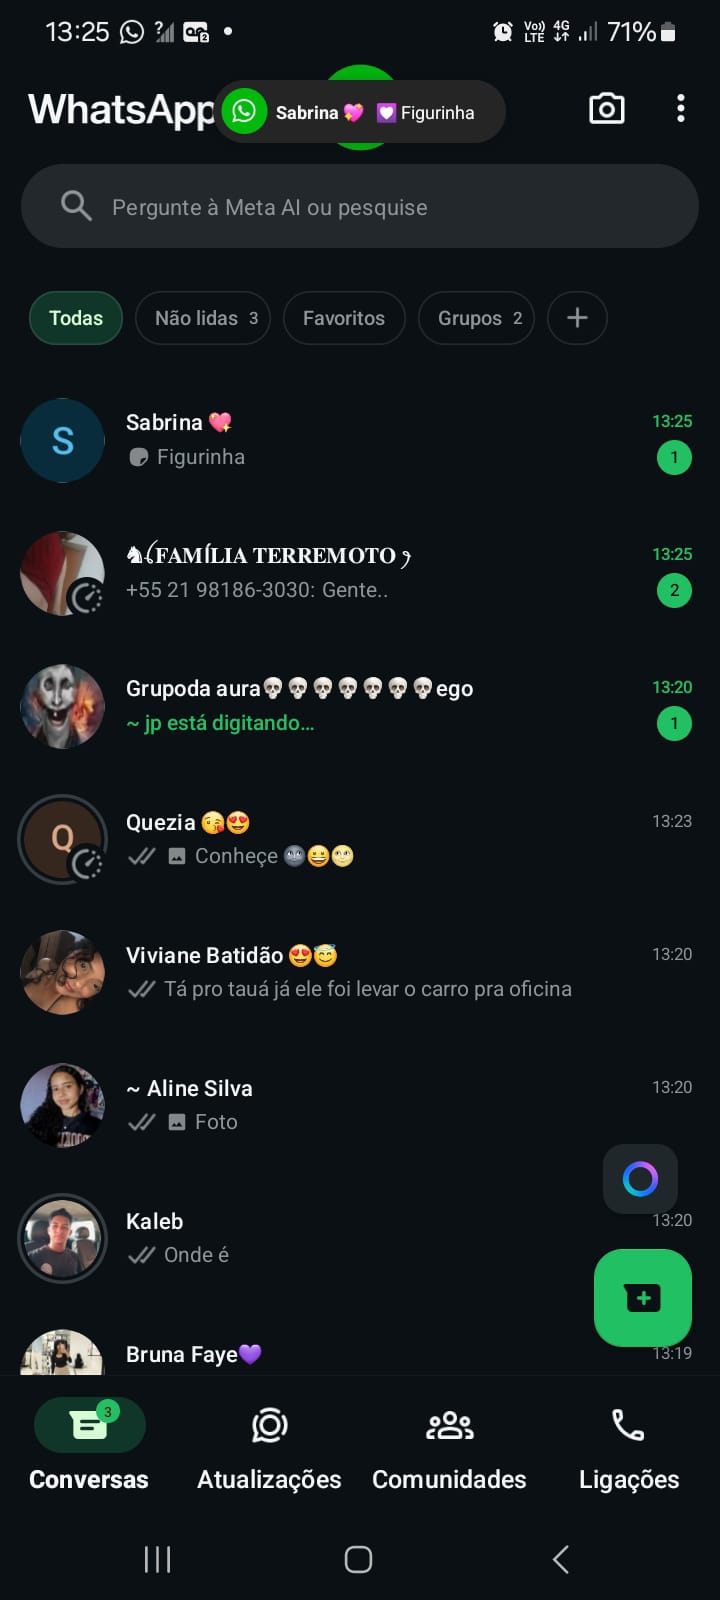 13:25
Vo)) LTE 4G 71%
WhatsApp
Sabrina 💖 💟 Figurinha
Pergunte à Meta AI ou pesquise
Todas
Não lidas 3
Favoritos
Grupos 2
+
S
Sabrina 💖
13:25
Figurinha
1
♞ꪶFAMÍLIA TERREMOTO ꫂ
13:25
+55 21 98186-3030: Gente..
2
Grupoda aura💀💀💀💀💀💀💀ego
13:20
~ jp está digitando...
1
Q
Quezia 😘😍
13:23
Conheçe 🌚😀🌝
Viviane Batidão 😍😇
13:20
Tá pro tauá já ele foi levar o carro pra oficina
~ Aline Silva
13:20
Foto
Kaleb
13:20
Onde é
Bruna Faye💜
13:19
3
Conversas
Atualizações
Comunidades
Ligações